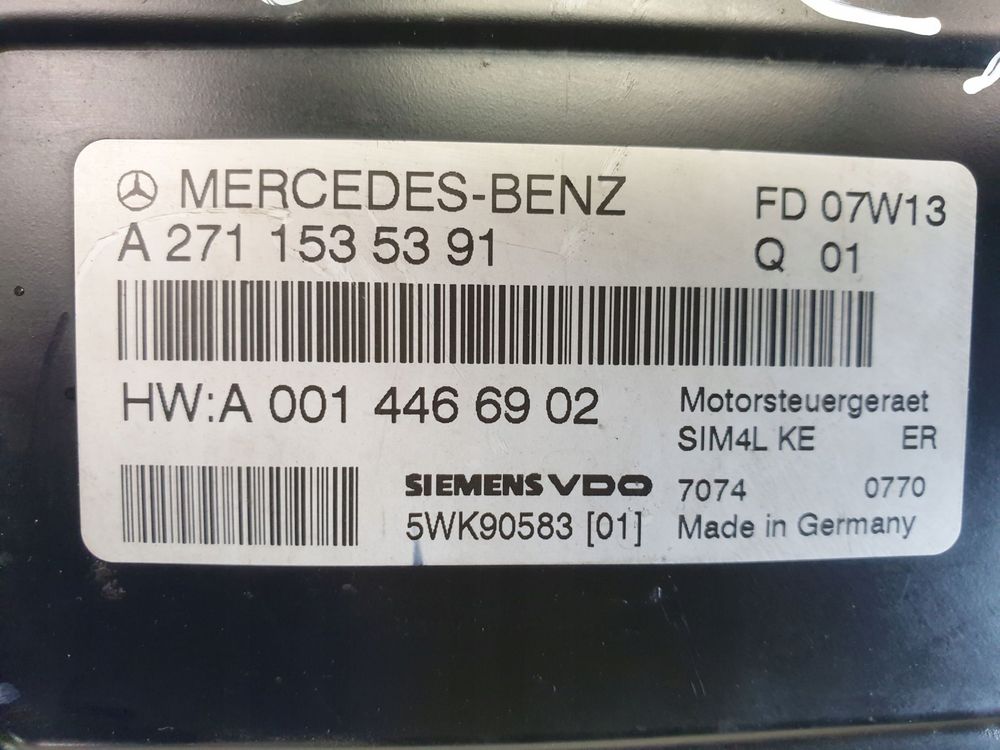 MERCEDES-BENZ
FD 07W13
A 271 153 53 91
Q 01
HW:A 001 446 69 02
Motorsteuergeraet
SIM4L KE ER
SIEMENS VDO
7074 0770
5WK90583 [01]
Made in Germany